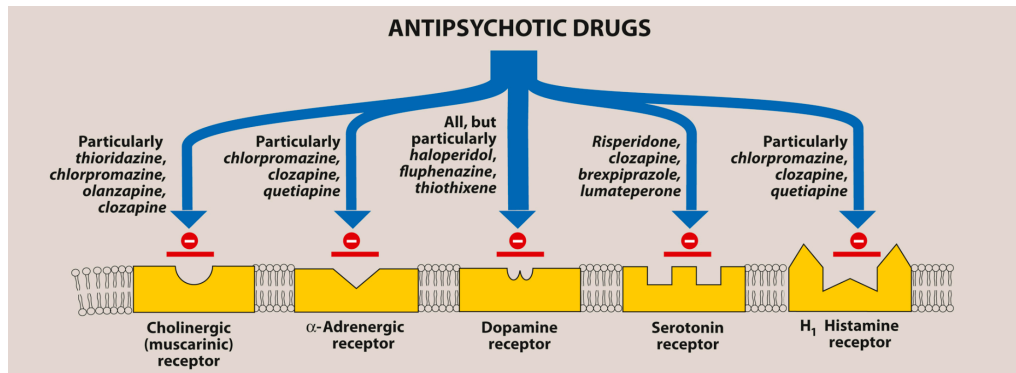 ANTIPSYCHOTIC DRUGS
Particularly
thioridazine,
chlorpromazine,
olanzapine,
clozapine
Particularly
chlorpromazine,
clozapine,
quetiapine
All, but
particularly
haloperidol,
fluphenazine,
thiothixene
Risperidone,
clozapine,
brexpiprazole,
lumateperone
Particularly
chlorpromazine,
clozapine,
quetiapine
Cholinergic
(muscarinic)
receptor
α-Adrenergic
receptor
Dopamine
receptor
Serotonin
receptor
H1 Histamine
receptor